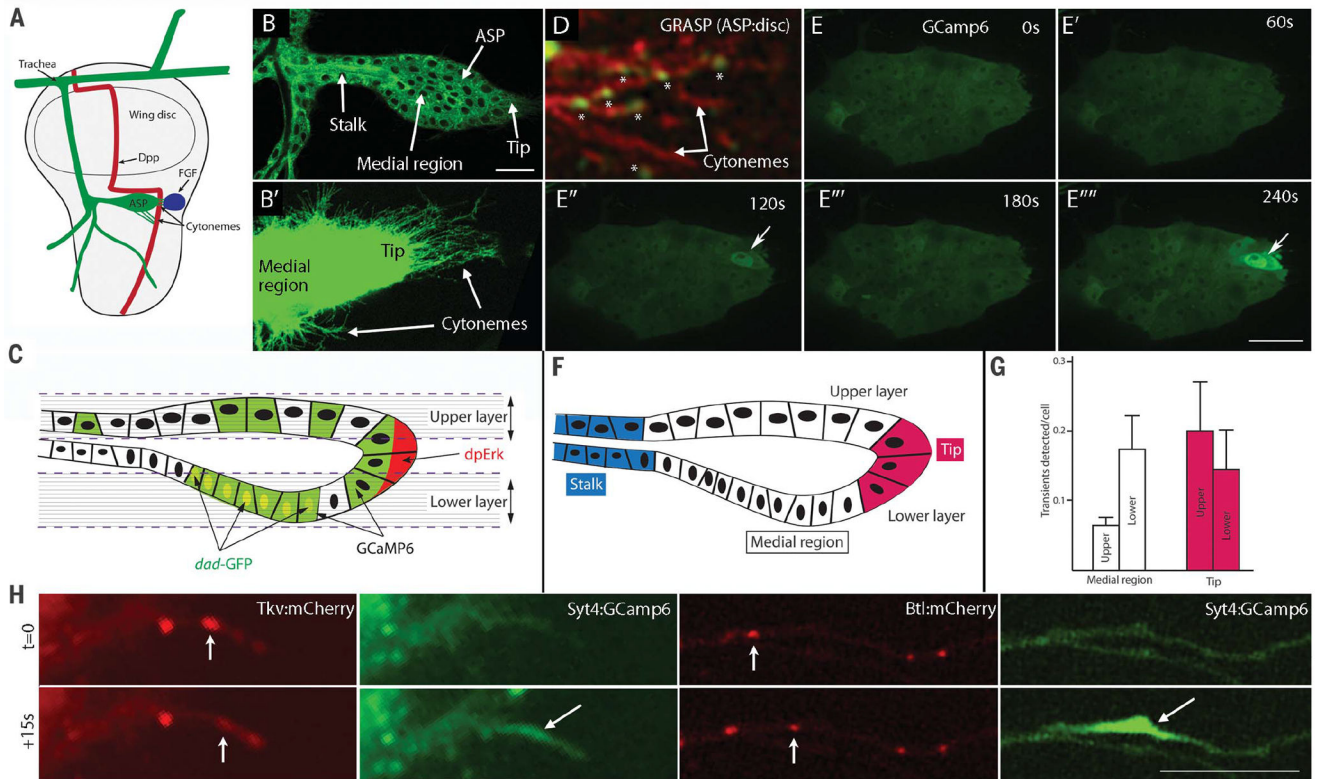 A
Trachea
Wing disc
Dpp
FGF
ASP
Cytonemes
B
ASP
Stalk
Medial region
Tip
B'
Tip
Medial
region
Cytonemes
D
GRASP (ASP:disc)
*
*
*
*
*
*
*
Cytonemes
*
E
GCamp6
0s
E'
60s
E''
120s
E'''
180s
E''''
240s
C
Upper layer
dpErk
Lower layer
GCaMP6
dad-GFP
F
Upper layer
Tip
Stalk
Lower layer
Medial region
G
Transients detected/cell
0.3
0.2
0.1
Upper
Lower
Upper
Lower
Medial region
Tip
H
t=0
Tkv:mCherry
Syt4:GCamp6
Btl:mCherry
Syt4:GCamp6
+15s